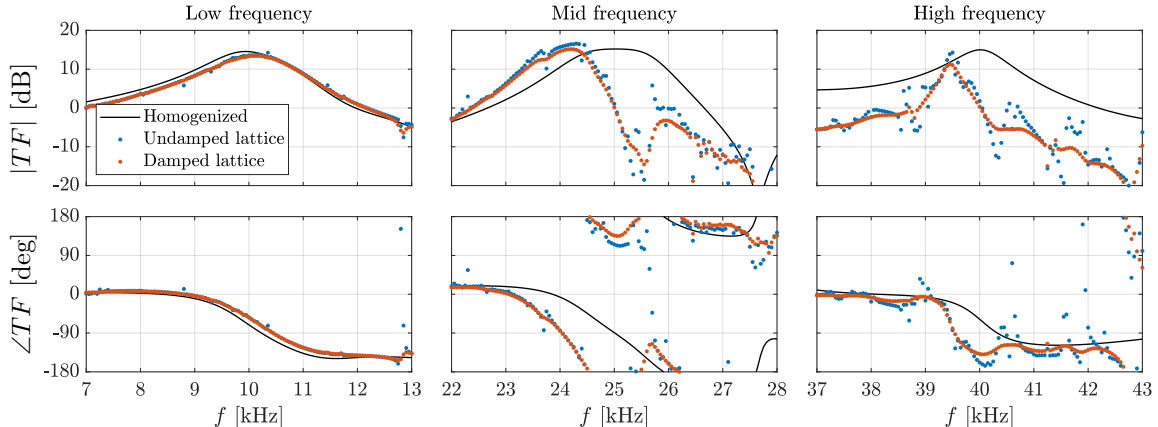 Low frequency
Mid frequency
High frequency
|TF| [dB]
20
10
0
-10
-20
Homogenized
Undamped lattice
Damped lattice
∠TF [deg]
180
90
0
-90
-180
7 8 9 10 11 12 13
22 23 24 25 26 27 28
37 38 39 40 41 42 43
f [kHz]
f [kHz]
f [kHz]